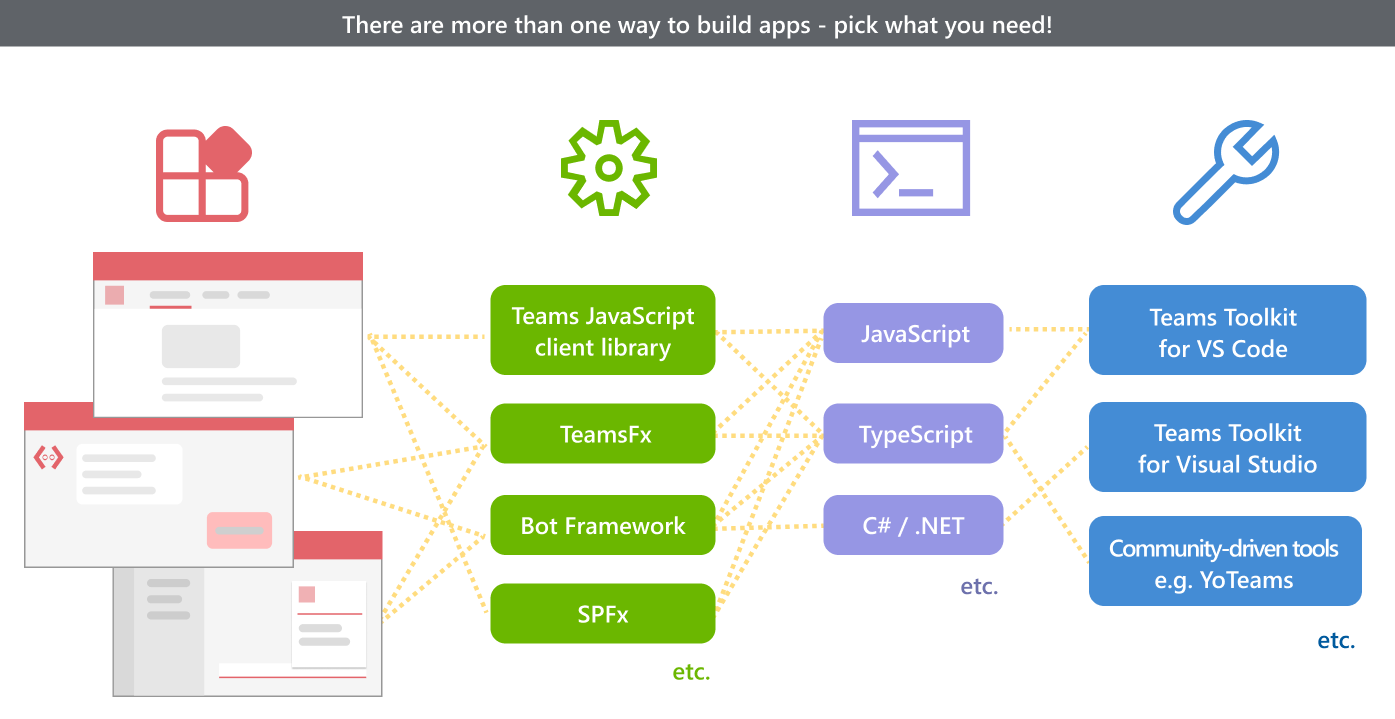 There are more than one way to build apps - pick what you need!
Teams JavaScript
client library
TeamsFx
Bot Framework
SPFx
etc.
JavaScript
TypeScript
C# / .NET
etc.
Teams Toolkit
for VS Code
Teams Toolkit
for Visual Studio
Community-driven tools
e.g. YoTeams
etc.